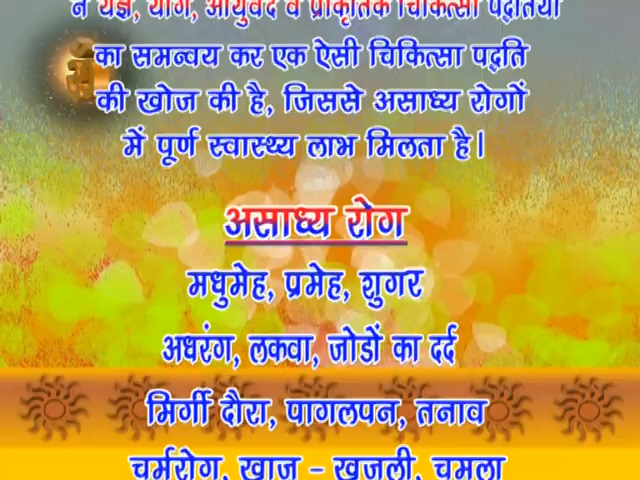 ने यज्ञ, योग, आयुर्वेद व प्राकृतिक चिकित्सा पद्धतियों
का समन्वय कर एक ऐसी चिकित्सा पद्धति
की खोज की है, जिससे असाध्य रोगों
में पूर्ण स्वास्थ्य लाभ मिलता है।
असाध्य रोग
मधुमेह, प्रमेह, शुगर
अधरंग, लकवा, जोडों का दर्द
मिर्गी दौरा, पागलपन, तनाव
चर्मरोग, खाज - खुजली, चमला